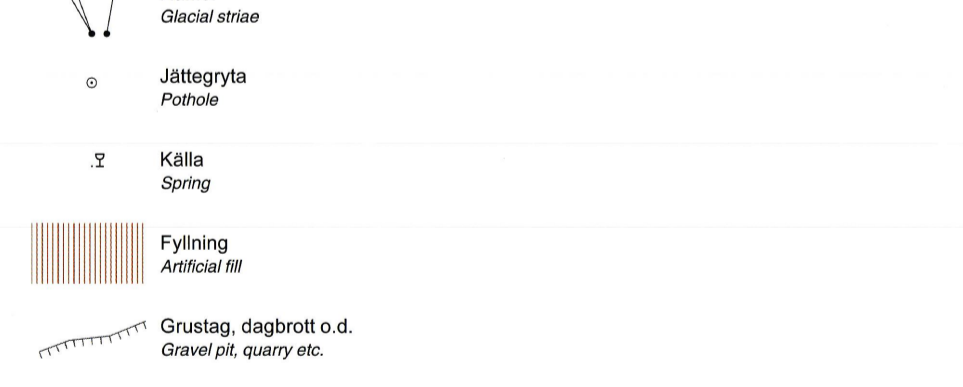 Glacial striae
Jättegryta
Pothole
Källa
Spring
Fyllning
Artificial fill
Grustag, dagbrott o.d.
Gravel pit, quarry etc.